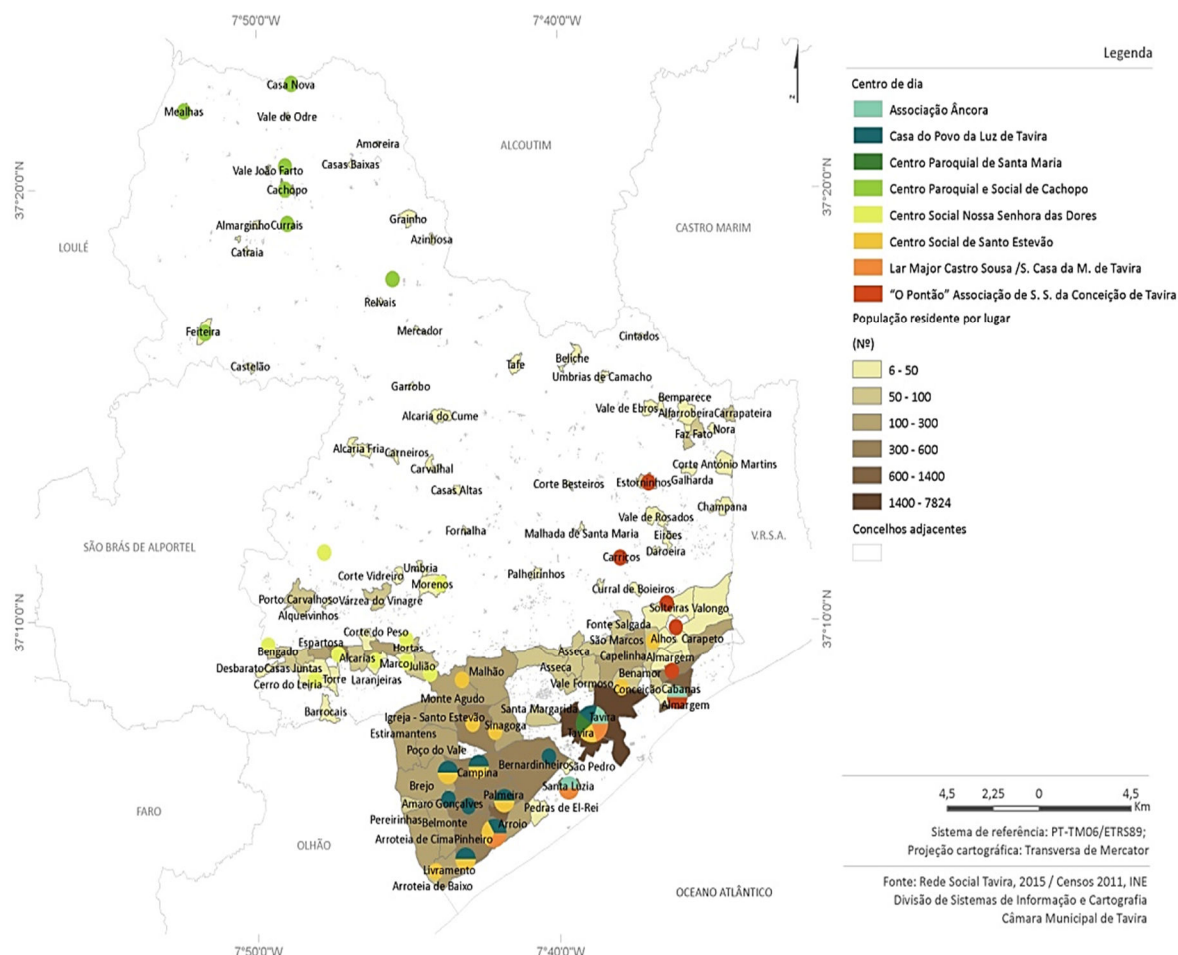 7°50'0"W
7°40'0"W
Legenda
Centro de dia
Associação Âncora
Casa do Povo da Luz de Tavira
Centro Paroquial de Santa Maria
Centro Paroquial e Social de Cachopo
Centro Social Nossa Senhora das Dores
Centro Social de Santo Estevão
Lar Major Castro Sousa /S. Casa da M. de Tavira
"O Pontão" Associação de S. S. da Conceição de Tavira
População residente por lugar
(Nº)
6 - 50
50 - 100
100 - 300
300 - 600
600 - 1400
1400 - 7824
Concelhos adjacentes
z
Casa Nova
Mealhas
Vale de Odre
Amoreira
ALCOUTIM
Vale João Farto
Casas Baixas
37°20'0"N
37°20'0"N
Cachopo
Grainho
Almarginho
Currais
Azinhosa
CASTRO MARIM
LOULÉ
Catraia
Relvais
Feiteira
Mercador
Cintados
Castelão
Tafe
Beliche
Umbrias de Camacho
Garrobo
Bemparece
Vale de Ebros
Alfarrobeira
Carrapateira
Alcaria do Cume
Faz Fato
Nora
Alcaria Fria
Carneiros
Carvalhal
Corte António Martins
Casas Altas
Corte Besteiros
Estorninhos
Galharda
Champana
Vale de Rosados
Fornalha
Malhada de Santa Maria
Eirões
V.R.S.A.
SÃO BRÁS DE ALPORTEL
Daroeira
Carriços
Umbria
Corte Vidreiro
Morenos
Palheirinhos
Curral de Boieiros
Porto Carvalhoso
Várzea do Vinagre
Solteiras
Valongo
Alqueivinhos
37°10'0"N
37°10'0"N
Fonte Salgada
Corte do Peso
São Marcos
Alhos
Carapeto
Espartosa
Hortas
Bengado
Asseca
Capelinha
Almargem
Alcarias
Marco
Julião
Desbarato
Casas Juntas
Asseca
Malhão
Benamor
Cerro do Leiria
Torre
Laranjeiras
Vale Formoso
Conceição
Cabanas
Monte Agudo
Almargem
Barrocais
Santa Margarida
Tavira
Igreja - Santo Estevão
Sinagoga
Estiramantens
Tavira
Poço do Vale
Bernardinheiro
São Pedro
Campina
Brejo
Santa Luzia
Palmeira
Amaro Gonçalves
Pedras de El-Rei
Pereirinhas
Belmonte
Arroio
FARO
OLHÃO
Arroteia de Cima
Pinheiro
Livramento
Arroteia de Baixo
OCEANO ATLÂNTICO
4,5 2,25 0 4,5
Km
Sistema de referência: PT-TM06/ETRS89;
Projeção cartográfica: Transversa de Mercator
Fonte: Rede Social Tavira, 2015 / Censos 2011, INE
Divisão de Sistemas de Informação e Cartografia
Câmara Municipal de Tavira
7°50'0"W
7°40'0"W